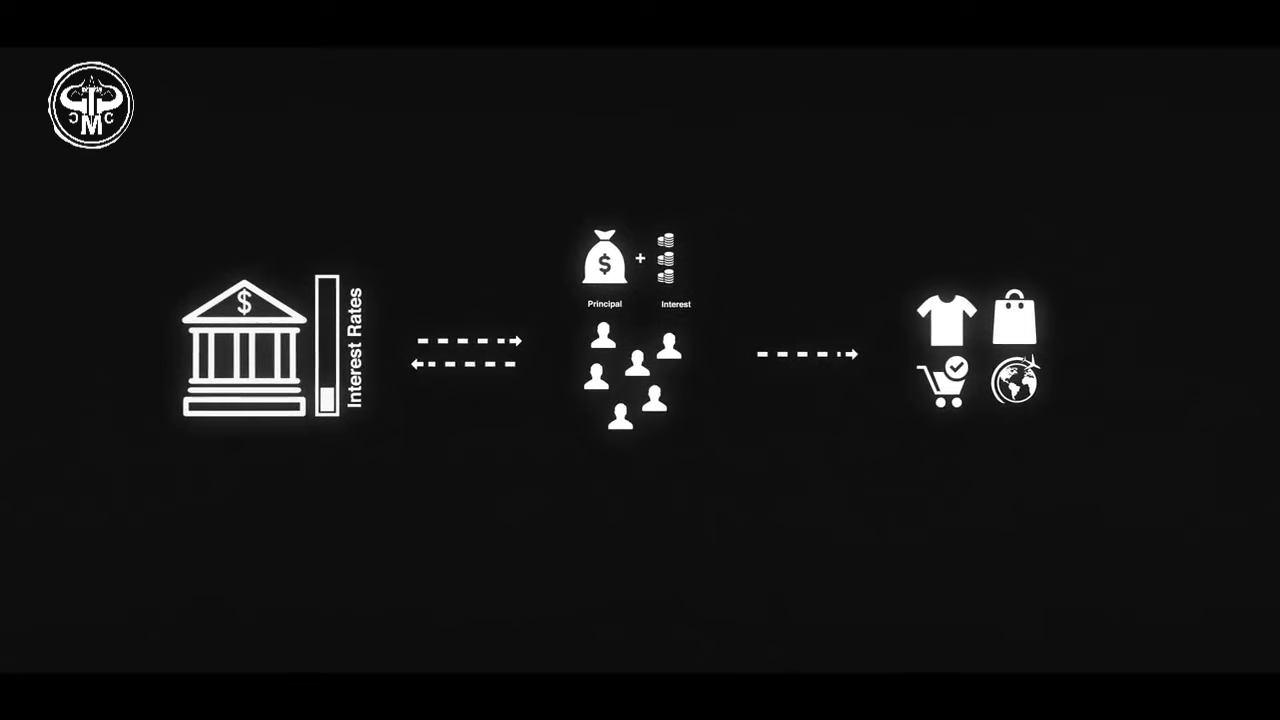 M
C
$
Interest Rates
$
+
Principal
Interest